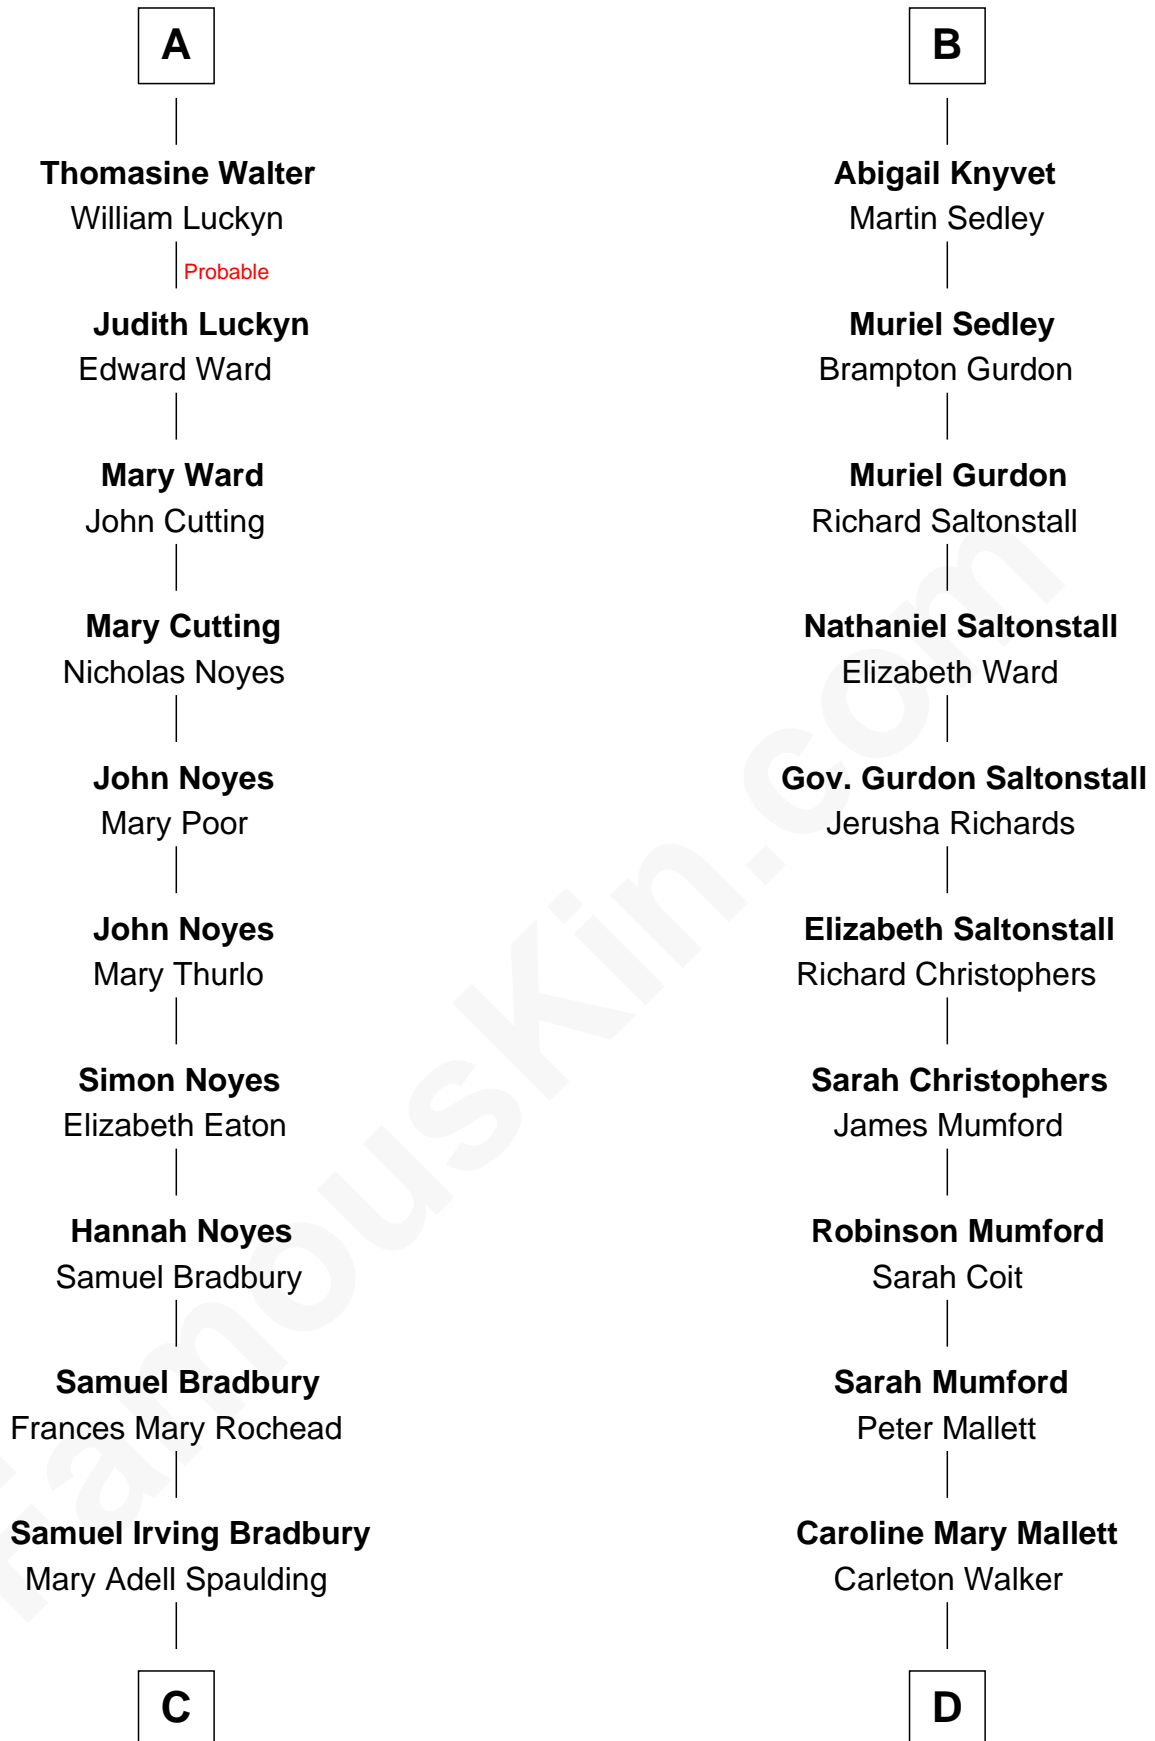 A
Thomasine Walter
William Luckyn
Probable
Judith Luckyn
Edward Ward
Mary Ward
John Cutting
Mary Cutting
Nicholas Noyes
John Noyes
Mary Poor
John Noyes
Mary Thurlo
Simon Noyes
Elizabeth Eaton
Hannah Noyes
Samuel Bradbury
Samuel Bradbury
Frances Mary Rochead
Samuel Irving Bradbury
Mary Adell Spaulding
C
B
Abigail Knyvet
Martin Sedley
Muriel Sedley
Brampton Gurdon
Muriel Gurdon
Richard Saltonstall
Nathaniel Saltonstall
Elizabeth Ward
Gov. Gurdon Saltonstall
Jerusha Richards
Elizabeth Saltonstall
Richard Christophers
Sarah Christophers
James Mumford
Robinson Mumford
Sarah Coit
Sarah Mumford
Peter Mallett
Caroline Mary Mallett
Carleton Walker
D
FamousKin.com